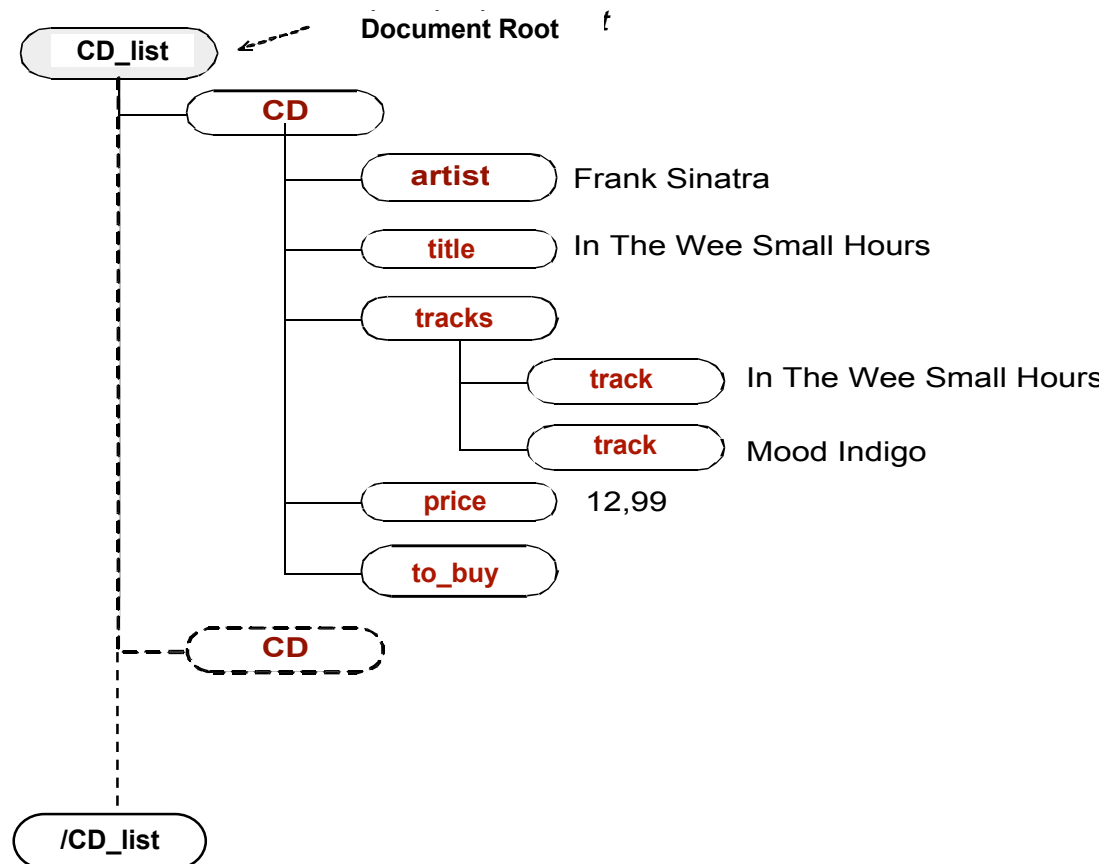 Document Root t
CD_list
CD
artist Frank Sinatra
title In The Wee Small Hours
tracks
track In The Wee Small Hours
track Mood Indigo
price 12,99
to_buy
CD
/CD_list